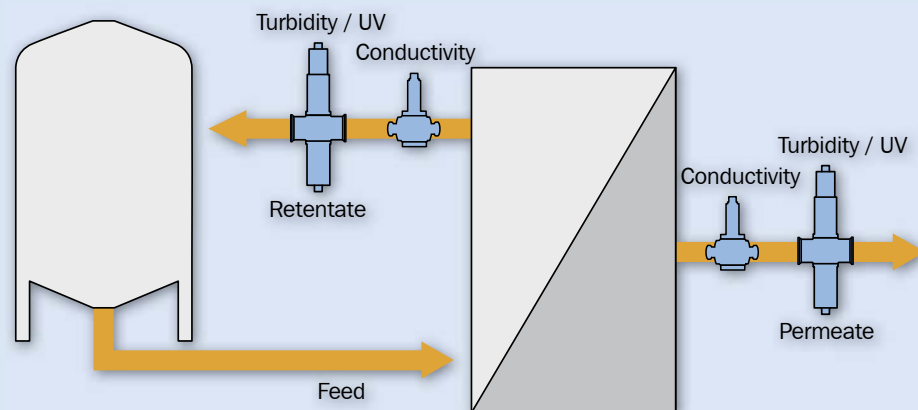 Turbidity / UV
Conductivity
Retentate
Turbidity / UV
Conductivity
Permeate
Feed